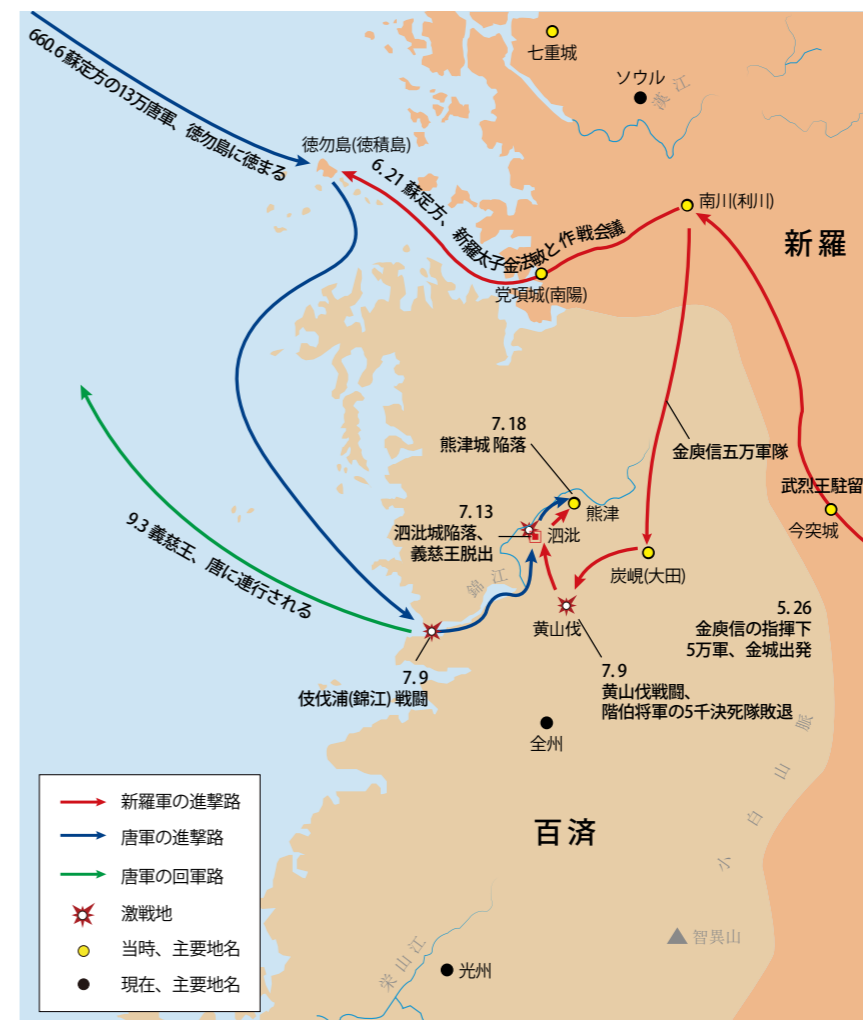 七重城
ソウル
漢江
660.6 蘇定方の13万唐軍、徳勿島に徳まる
徳勿島(徳積島)
6.21 蘇定方、新羅太子金法敏と作戦会議
南川(利川)
新羅
党項城(南陽)
7.18
熊津城 陥落
金庾信五万軍隊
武烈王駐留
今突城
7.13
泗沘城陥落、
義慈王脱出
熊津
泗沘
9.3 義慈王、唐に連行される
錦江
炭峴(大田)
黄山伐
5.26
金庾信の指揮下
5万軍、金城出発
7.9
伎伐浦(錦江) 戦闘
7.9
黄山伐戦闘、
階伯将軍の5千決死隊敗退
全州
小白山脈
百済
智異山
栄山江
光州
新羅軍の進撃路
唐軍の進撃路
唐軍の回軍路
激戦地
当時、主要地名
現在、主要地名